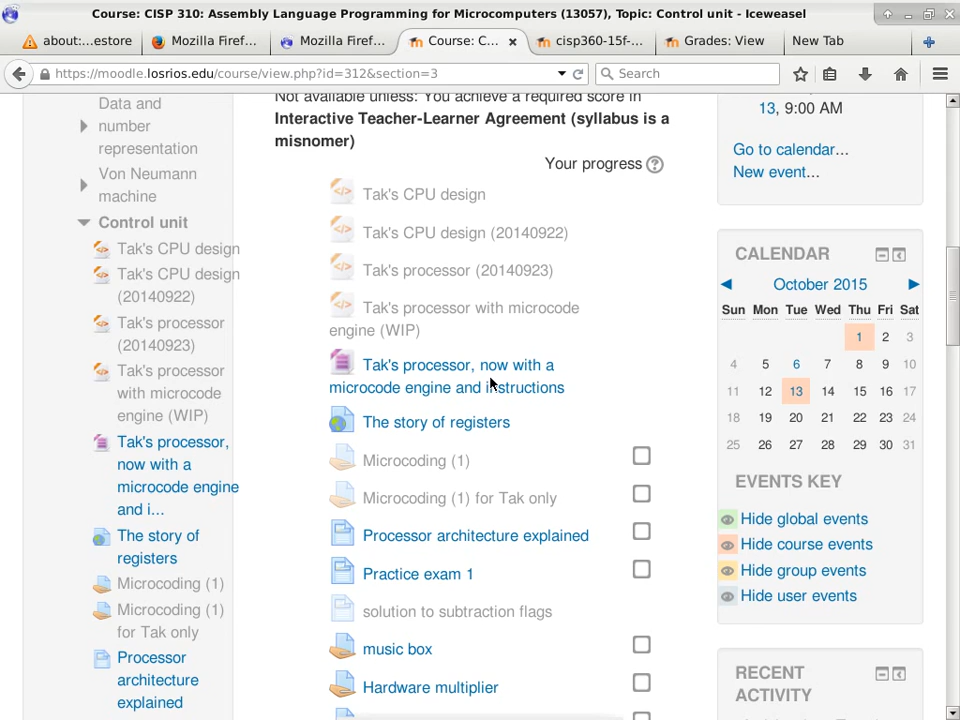 Course: CISP 310: Assembly Language Programming for Microcomputers (13057), Topic: Control unit - Iceweasel
about:...estore
Mozilla Firef...
Mozilla Firef...
Course: C...
cisp360-15f-...
Grades: View
New Tab
https://moodle.losrios.edu/course/view.php?id=312&section=3
Search
Data and
number
representation
Von Neumann
machine
Control unit
Tak's CPU design
Tak's CPU design
(20140922)
Tak's processor
(20140923)
Tak's processor
with microcode
engine (WIP)
Tak's processor,
now with a
microcode engine
and i...
The story of
registers
Microcoding (1)
Microcoding (1)
for Tak only
Processor
architecture
explained
Not available unless: You achieve a required score in
Interactive Teacher-Learner Agreement (syllabus is a
misnomer)
Your progress
Tak's CPU design
Tak's CPU design (20140922)
Tak's processor (20140923)
Tak's processor with microcode
engine (WIP)
Tak's processor, now with a
microcode engine and instructions
The story of registers
Microcoding (1)
Microcoding (1) for Tak only
Processor architecture explained
Practice exam 1
solution to subtraction flags
music box
Hardware multiplier
13, 9:00 AM
Go to calendar...
New event...
CALENDAR
October 2015
Sun Mon Tue Wed Thu Fri Sat
1 2 3
4 5 6 7 8 9 10
11 12 13 14 15 16 17
18 19 20 21 22 23 24
25 26 27 28 29 30 31
EVENTS KEY
Hide global events
Hide course events
Hide group events
Hide user events
RECENT
ACTIVITY